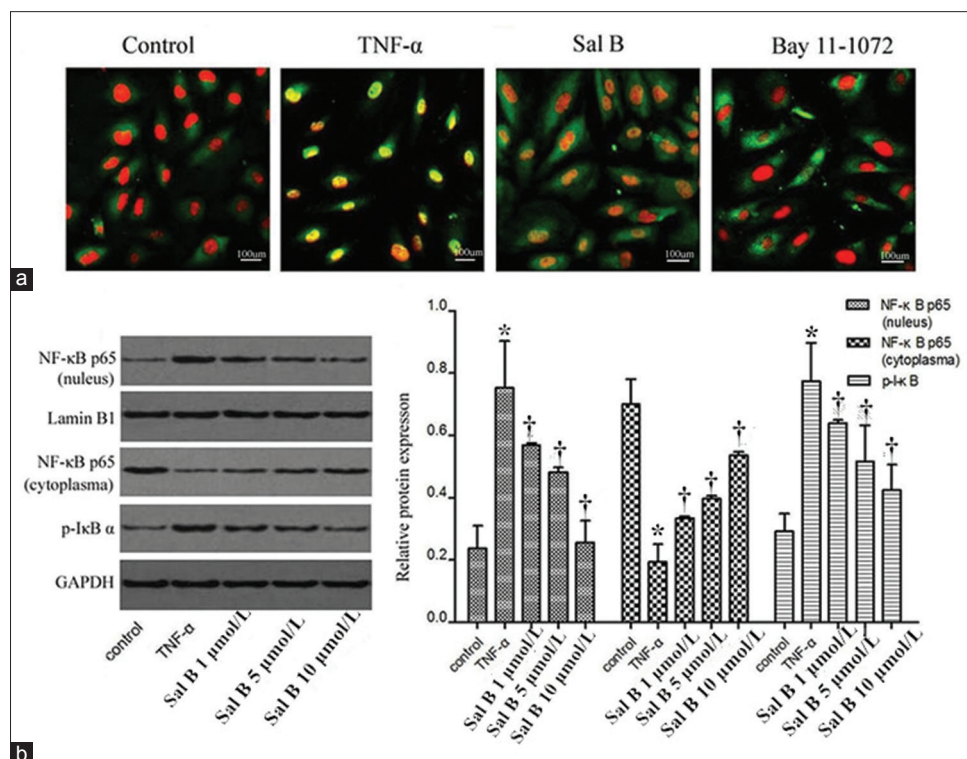 Control
TNF-α
Sal B
Bay 11-1072
100um
100um
100um
100um
a
NF-κB p65
(nuleus)
Lamin B1
NF-κB p65
(cytoplasma)
p-IκB α
GAPDH
control
TNF-α
Sal B 1 μmol/L
Sal B 5 μmol/L
Sal B 10 μmol/L
Relative protein expresson
1.0
0.8
0.6
0.4
0.2
0.0
*
†
†
†
*
†
†
†
*
†
†
†
NF-κ B p65
(nuleus)
NF-κ B p65
(cytoplasma)
p-I-κ B
control
TNF-α
Sal B 1 μmol/L
Sal B 5 μmol/L
Sal B 10 μmol/L
control
TNF-α
Sal B 1 μmol/L
Sal B 5 μmol/L
Sal B 10 μmol/L
control
TNF-α
Sal B 1 μmol/L
Sal B 5 μmol/L
Sal B 10 μmol/L
b